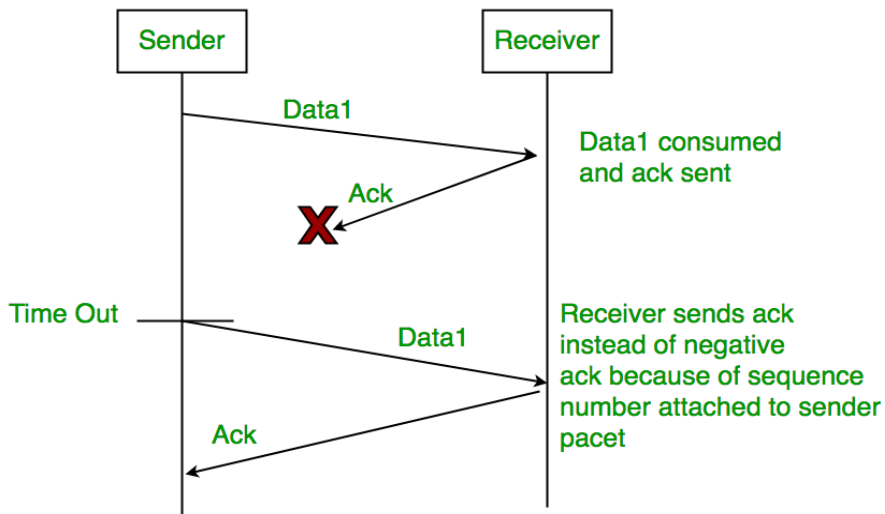 Sender
Receiver
Data1
Data1 consumed
and ack sent
Ack
X
Time Out
Data1
Receiver sends ack
instead of negative
ack because of sequence
number attached to sender
pacet
Ack